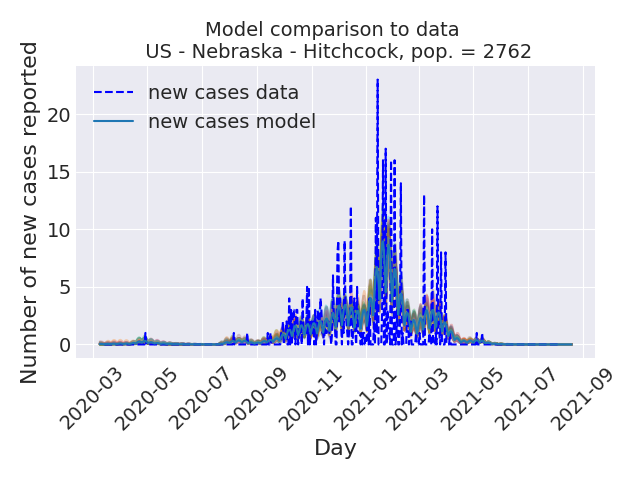 Model comparison to data
US - Nebraska - Hitchcock, pop. = 2762
new cases data
new cases model
Number of new cases reported
20
15
10
5
0
2020-03
2020-05
2020-07
2020-09
2020-11
2021-01
2021-03
2021-05
2021-07
2021-09
Day